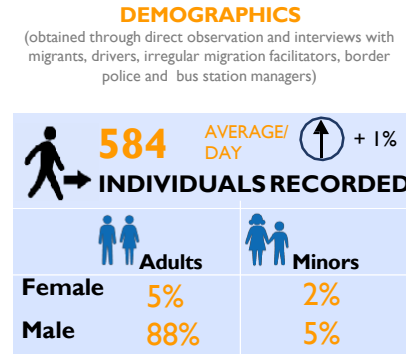 DEMOGRAPHICS
(obtained through direct observation and interviews with
migrants, drivers, irregular migration facilitators, border
police and bus station managers)
584 AVERAGE/ DAY + 1%
INDIVIDUALS RECORDED
Adults Minors
Female 5% 2%
Male 88% 5%